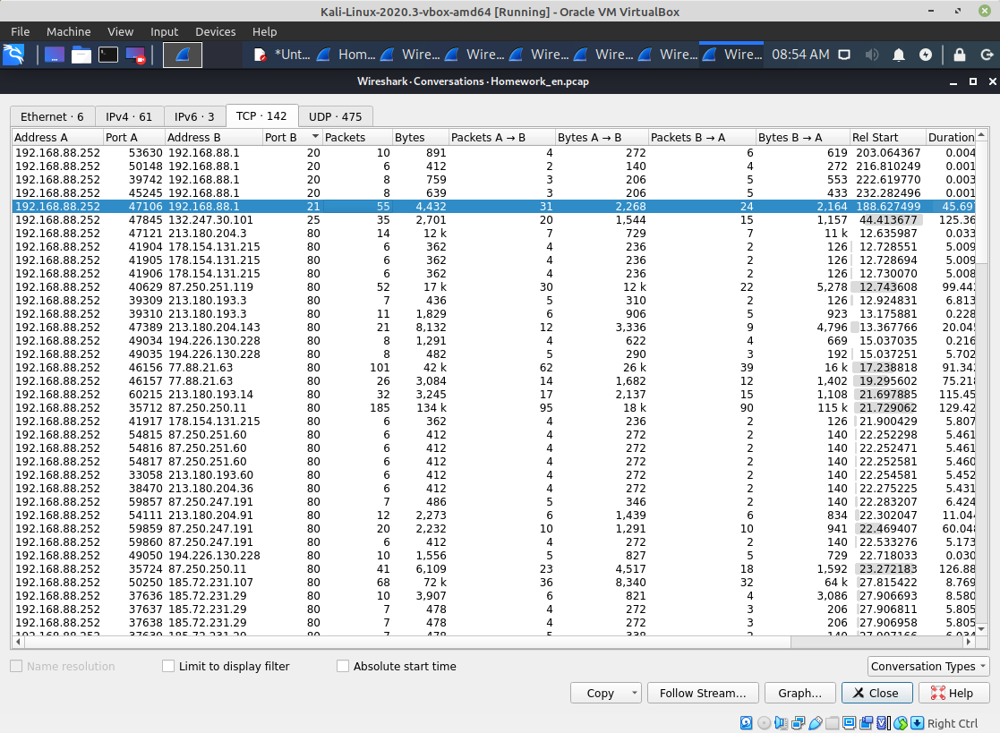 Kali-Linux-2020.3-vbox-amd64 [Running] - Oracle VM VirtualBox
File Machine View Input Devices Help
*Unt... Hom... Wire... Wire... Wire... Wire... Wire... Wire... 08:54 AM
Wireshark · Conversations · Homework_en.pcap
Ethernet · 6 IPv4 · 61 IPv6 · 3 TCP · 142 UDP · 475
Address A Port A Address B Port B Packets Bytes Packets A → B Bytes A → B Packets B → A Bytes B → A Rel Start Duration
192.168.88.252 53630 192.168.88.1 20 10 891 4 272 6 619 203.064367 0.004
192.168.88.252 50148 192.168.88.1 20 6 412 2 140 4 272 216.810249 0.001
192.168.88.252 39742 192.168.88.1 20 8 759 3 206 5 553 222.619770 0.003
192.168.88.252 45245 192.168.88.1 20 8 639 3 206 5 433 232.282496 0.001
192.168.88.252 47106 192.168.88.1 21 55 4,432 31 2,268 24 2,164 188.627499 45.697
192.168.88.252 47845 132.247.30.101 25 35 2,701 20 1,544 15 1,157 44.413677 125.36
192.168.88.252 47121 213.180.204.3 80 14 12 k 7 729 7 11 k 12.635987 0.033
192.168.88.252 41904 178.154.131.215 80 6 362 4 236 2 126 12.728551 5.009
192.168.88.252 41905 178.154.131.215 80 6 362 4 236 2 126 12.728694 5.009
192.168.88.252 41906 178.154.131.215 80 6 362 4 236 2 126 12.730070 5.008
192.168.88.252 40629 87.250.251.119 80 52 17 k 30 12 k 22 5,278 12.743608 99.44
192.168.88.252 39309 213.180.193.3 80 7 436 5 310 2 126 12.924831 6.813
192.168.88.252 39310 213.180.193.3 80 11 1,829 6 906 5 923 13.175881 0.228
192.168.88.252 47389 213.180.204.143 80 21 8,132 12 3,336 9 4,796 13.367766 20.04
192.168.88.252 49034 194.226.130.228 80 8 1,291 4 622 4 669 15.037035 0.216
192.168.88.252 49035 194.226.130.228 80 8 482 5 290 3 192 15.037251 5.702
192.168.88.252 46156 77.88.21.63 80 101 42 k 62 26 k 39 16 k 17.238818 91.34
192.168.88.252 46157 77.88.21.63 80 26 3,084 14 1,682 12 1,402 19.295602 75.218
192.168.88.252 60215 213.180.193.14 80 32 3,245 17 2,137 15 1,108 21.697885 115.45
192.168.88.252 35712 87.250.250.11 80 185 134 k 95 18 k 90 115 k 21.729062 129.42
192.168.88.252 41917 178.154.131.215 80 6 362 4 236 2 126 21.900429 5.807
192.168.88.252 54815 87.250.251.60 80 6 412 4 272 2 140 22.252298 5.461
192.168.88.252 54816 87.250.251.60 80 6 412 4 272 2 140 22.252471 5.461
192.168.88.252 54817 87.250.251.60 80 6 412 4 272 2 140 22.252581 5.460
192.168.88.252 33058 213.180.193.60 80 6 412 4 272 2 140 22.254581 5.452
192.168.88.252 38470 213.180.204.36 80 6 412 4 272 2 140 22.275225 5.431
192.168.88.252 59857 87.250.247.191 80 7 486 5 346 2 140 22.283207 6.424
192.168.88.252 54111 213.180.204.91 80 12 2,273 6 1,439 6 834 22.302047 11.04
192.168.88.252 59859 87.250.247.191 80 20 2,232 10 1,291 10 941 22.469407 60.048
192.168.88.252 59860 87.250.247.191 80 6 412 4 272 2 140 22.533276 5.173
192.168.88.252 49050 194.226.130.228 80 10 1,556 5 827 5 729 22.718033 0.030
192.168.88.252 35724 87.250.250.11 80 41 6,109 23 4,517 18 1,592 23.272183 126.88
192.168.88.252 50250 185.72.231.107 80 68 72 k 36 8,340 32 64 k 27.815422 8.769
192.168.88.252 37636 185.72.231.29 80 10 3,907 6 821 4 3,086 27.906693 8.580
192.168.88.252 37637 185.72.231.29 80 7 478 4 272 3 206 27.906811 5.805
192.168.88.252 37638 185.72.231.29 80 7 478 4 272 3 206 27.906958 5.805
192.168.88.252 37639 185.72.231.29 80 7 478 5 338 2 140 27.907166 6.034
Name resolution Limit to display filter Absolute start time Conversation Types
Copy Follow Stream... Graph... Close Help
Right Ctrl